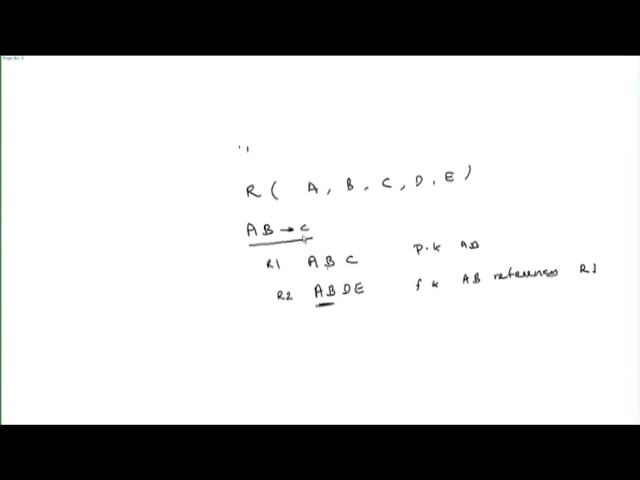 R ( A, B, C, D, E )
AB → C
R1 A B C p.k AB
R2 A B D E f k AB references R1